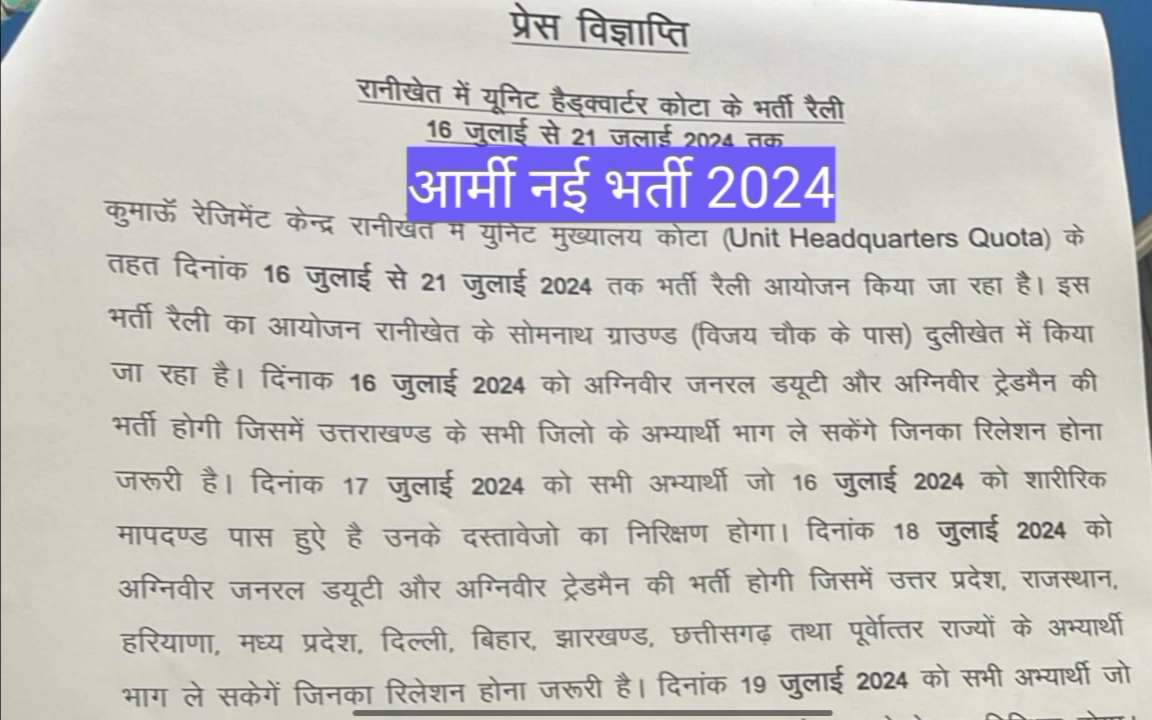 प्रेस विज्ञाप्ति
रानीखेत में यूनिट हैड्क्वार्टर कोटा के भर्ती रैली
16 जुलाई से 21 जुलाई 2024 तक
आर्मी नई भर्ती 2024
कुमाऊॅ रेजिमेंट केन्द्र रानीखेत में युनिट मुख्यालय कोटा (Unit Headquarters Quota) के
तहत दिनांक 16 जुलाई से 21 जुलाई 2024 तक भर्ती रैली आयोजन किया जा रहा है। इस
भर्ती रैली का आयोजन रानीखेत के सोमनाथ ग्राउण्ड (विजय चौक के पास) दुलीखेत में किया
जा रहा है। दिंनाक 16 जुलाई 2024 को अग्निवीर जनरल डयूटी और अग्निवीर ट्रेडमैन की
भर्ती होगी जिसमें उत्तराखण्ड के सभी जिलो के अभ्यार्थी भाग ले सकेंगे जिनका रिलेशन होना
जरूरी है। दिनांक 17 जुलाई 2024 को सभी अभ्यार्थी जो 16 जुलाई 2024 को शारीरिक
मापदण्ड पास हुऐ है उनके दस्तावेजो का निरिक्षण होगा। दिनांक 18 जुलाई 2024 को
अग्निवीर जनरल डयूटी और अग्निवीर ट्रेडमैन की भर्ती होगी जिसमें उत्तर प्रदेश, राजस्थान,
हरियाणा, मध्य प्रदेश, दिल्ली, बिहार, झारखण्ड, छत्तीसगढ़ तथा पूर्वोत्तर राज्यों के अभ्यार्थी
भाग ले सकेगें जिनका रिलेशन होना जरूरी है। दिनांक 19 जुलाई 2024 को सभी अभ्यार्थी जो